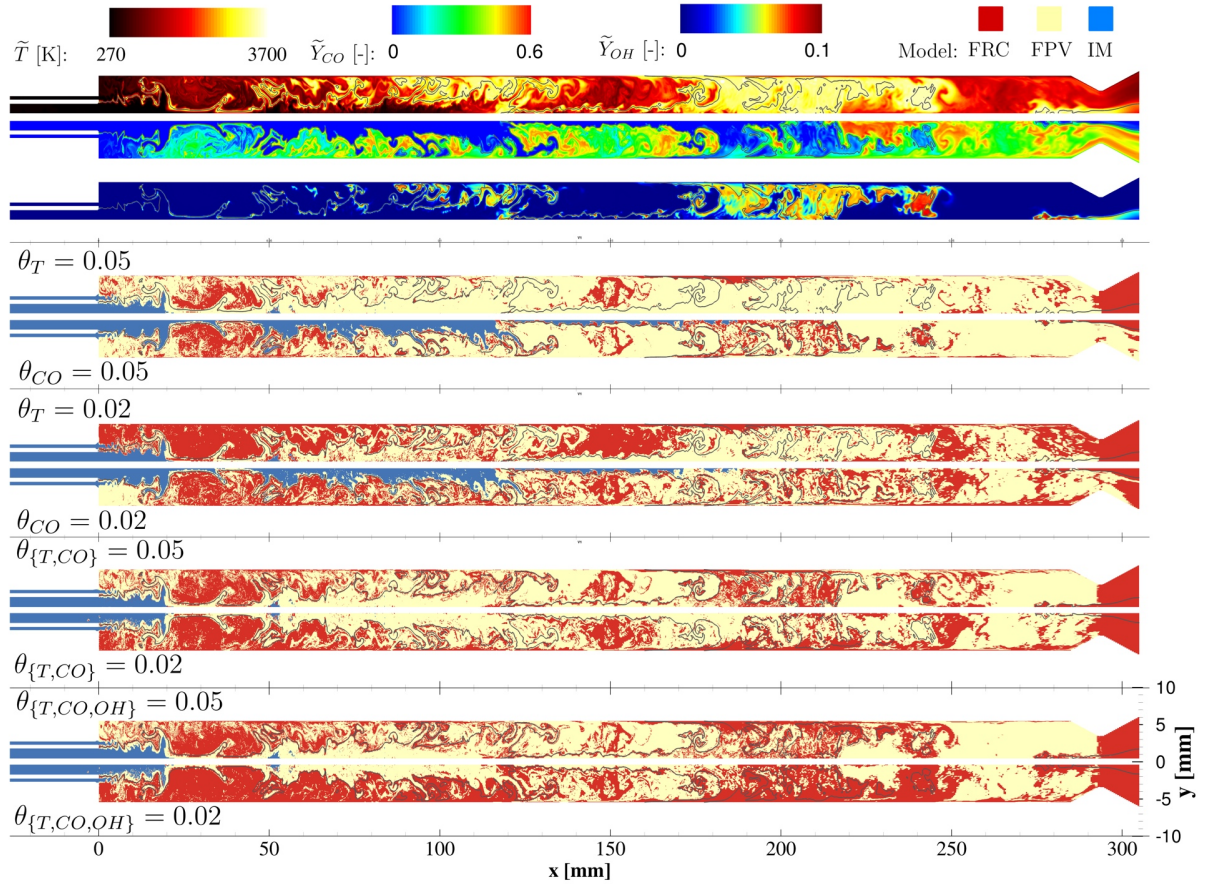 T̃ [K]: 270 3700 Ỹ_CO [-]: 0 0.6 Ỹ_OH [-]: 0 0.1 Model: FRC FPV IM
θ_T = 0.05
θ_CO = 0.05
θ_T = 0.02
θ_CO = 0.02
θ_{T,CO} = 0.05
θ_{T,CO} = 0.02
θ_{T,CO,OH} = 0.05
θ_{T,CO,OH} = 0.02
10
5
0
-5
-10
y [mm]
0 50 100 150 200 250 300
x [mm]